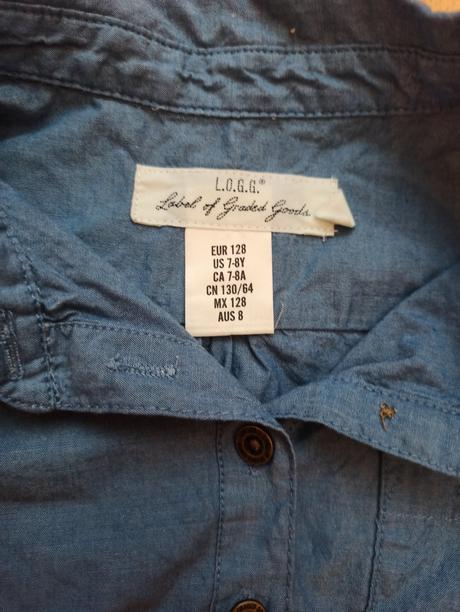 L.O.G.G.®
Label of Graded Goods
EUR 128
US 7-8Y
CA 7-8A
CN 130/64
MX 128
AUS 8